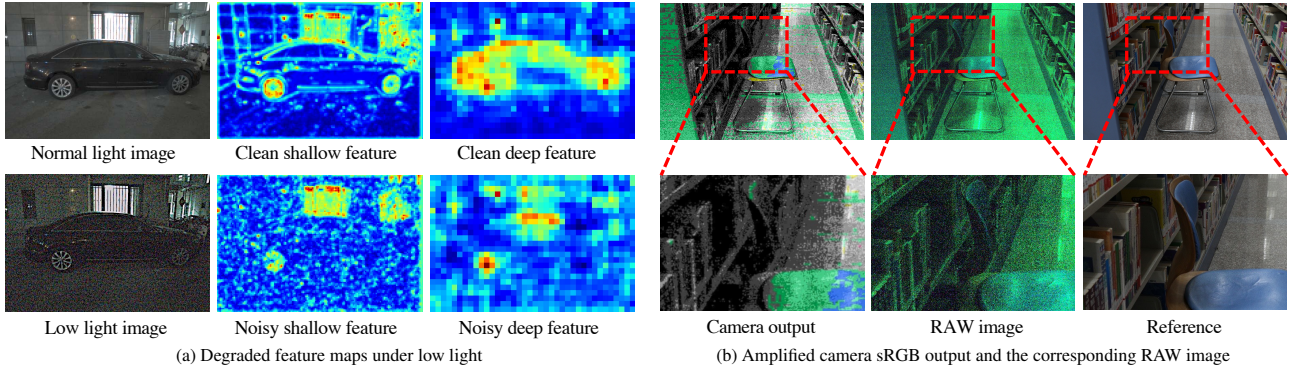 Normal light image
Clean shallow feature
Clean deep feature
Low light image
Noisy shallow feature
Noisy deep feature
(a) Degraded feature maps under low light
Camera output
RAW image
Reference
(b) Amplified camera sRGB output and the corresponding RAW image